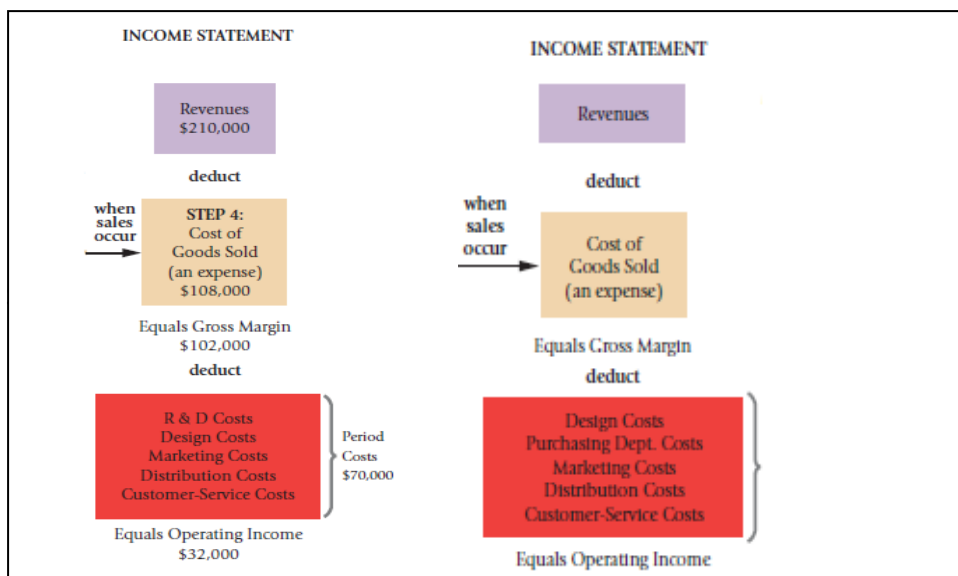 INCOME STATEMENT
Revenues
$210,000
deduct
when
sales
occur
STEP 4:
Cost of
Goods Sold
(an expense)
$108,000
Equals Gross Margin
$102,000
deduct
R & D Costs
Design Costs
Marketing Costs
Distribution Costs
Customer-Service Costs
Period
Costs
$70,000
Equals Operating Income
$32,000
INCOME STATEMENT
Revenues
deduct
when
sales
occur
Cost of
Goods Sold
(an expense)
Equals Gross Margin
deduct
Design Costs
Purchasing Dept. Costs
Marketing Costs
Distribution Costs
Customer-Service Costs
Equals Operating Income